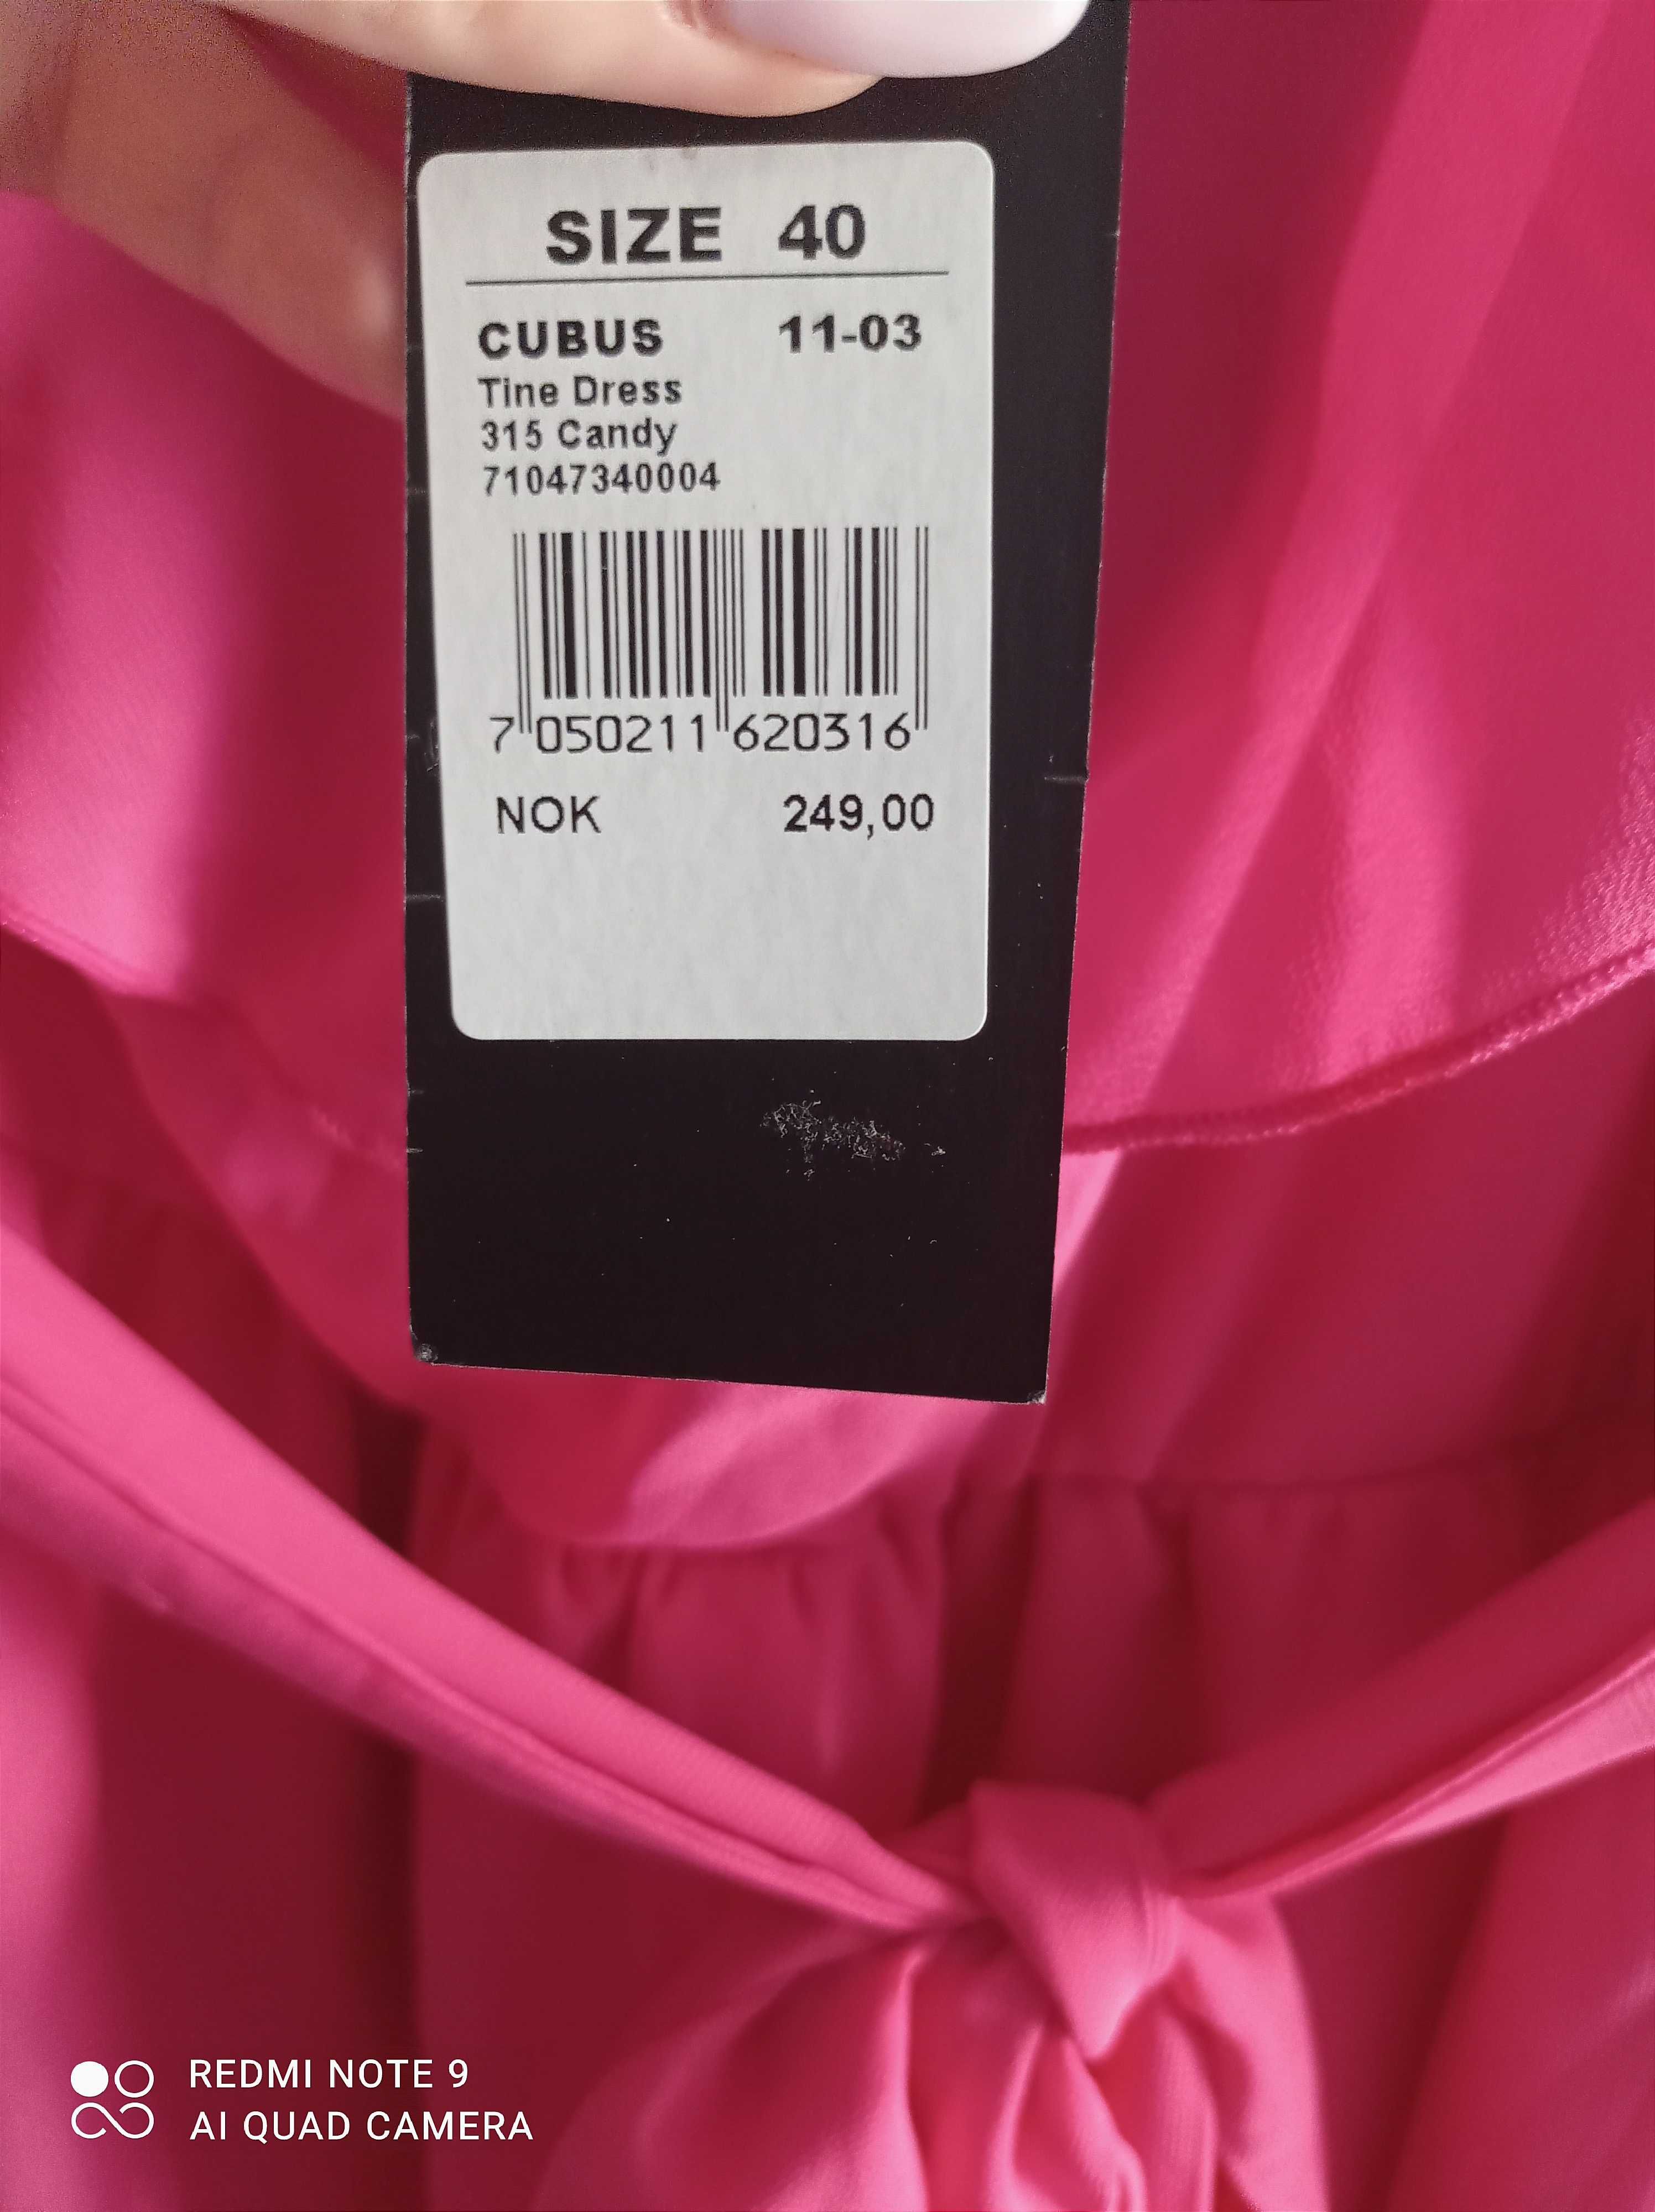 SIZE 40
CUBUS 11-03
Tine Dress
315 Candy
71047340004
7 050211 620316
NOK 249,00
REDMI NOTE 9
AI QUAD CAMERA